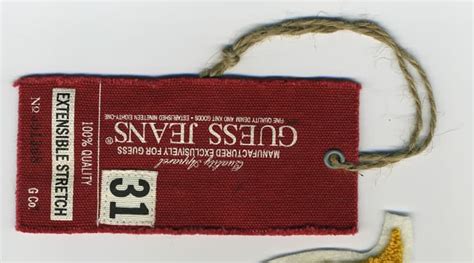 Quality Apparel
MANUFACTURED EXCLUSIVELY FOR GUESS
GUESS JEANS®
FINE QUALITY DENIM AND KNIT GOODS • ESTABLISHED NINETEEN EIGHTY-ONE
31
100% QUALITY
EXTENSIBLE STRETCH
Nº
G Co.